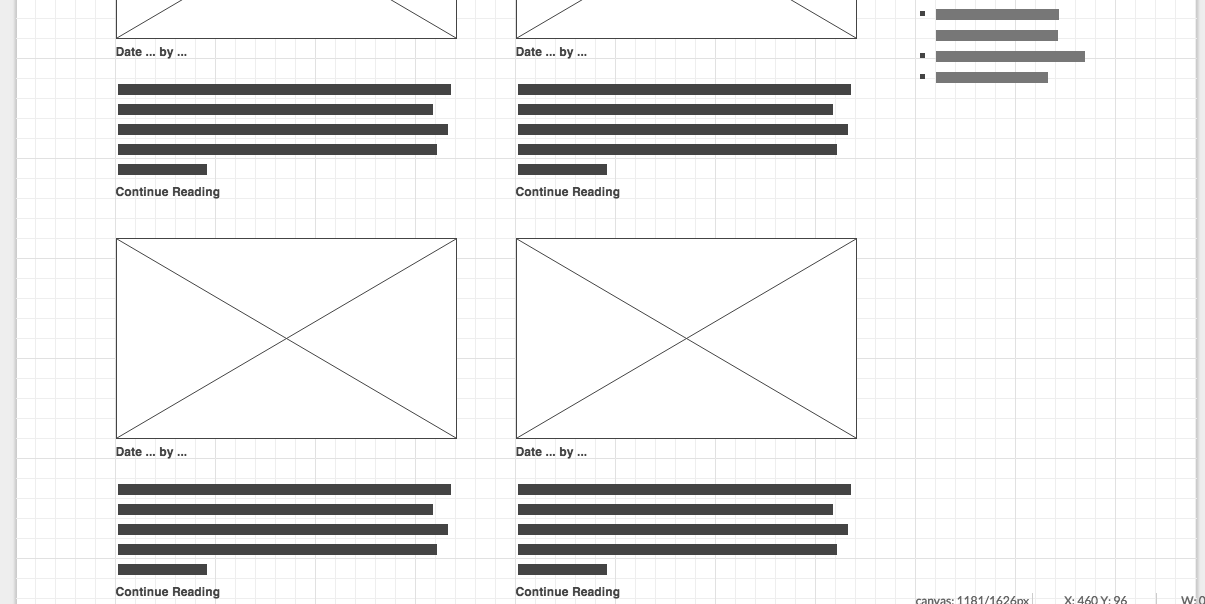 Date ... by ...
Date ... by ...
Continue Reading
Continue Reading
Date ... by ...
Date ... by ...
Continue Reading
Continue Reading
canvas: 1181/1626px
X: 460 Y: 96
W: 0